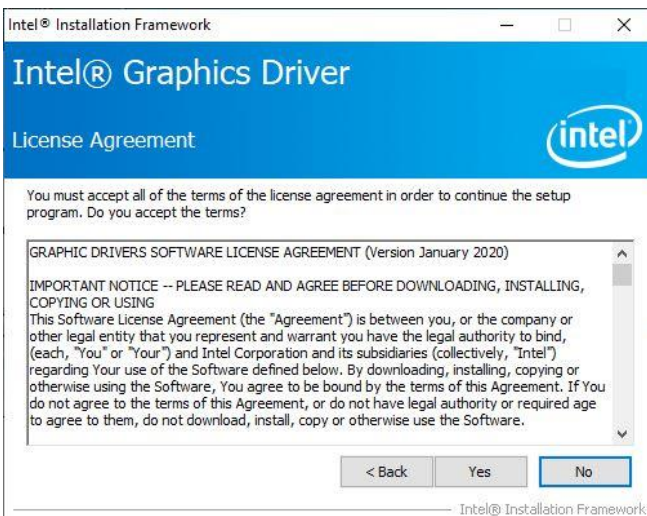 Intel® Installation Framework
Intel® Graphics Driver
License Agreement
intel
You must accept all of the terms of the license agreement in order to continue the setup
program. Do you accept the terms?
GRAPHIC DRIVERS SOFTWARE LICENSE AGREEMENT (Version January 2020)
IMPORTANT NOTICE -- PLEASE READ AND AGREE BEFORE DOWNLOADING, INSTALLING,
COPYING OR USING
This Software License Agreement (the "Agreement") is between you, or the company or
other legal entity that you represent and warrant you have the legal authority to bind,
(each, "You" or "Your") and Intel Corporation and its subsidiaries (collectively, "Intel")
regarding Your use of the Software defined below. By downloading, installing, copying or
otherwise using the Software, You agree to be bound by the terms of this Agreement. If You
do not agree to the terms of this Agreement, or do not have legal authority or required age
to agree to them, do not download, install, copy or otherwise use the Software.
< Back
Yes
No
Intel® Installation Framework